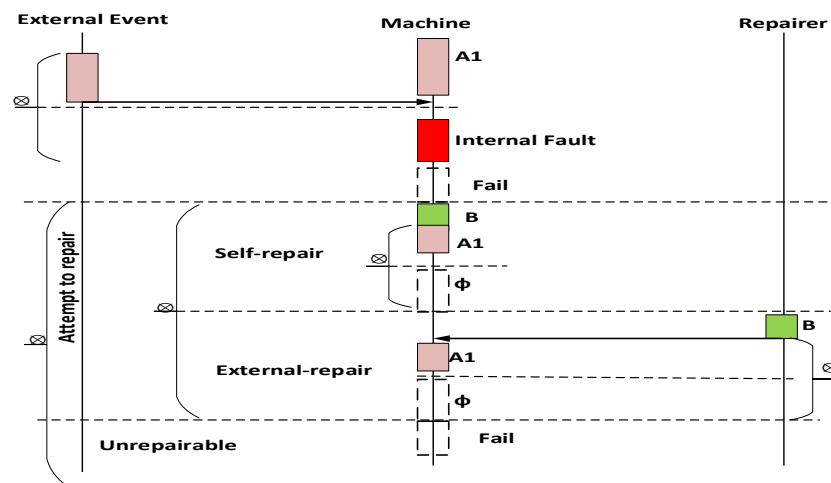 External Event
Machine
Repairer
A1
Internal Fault
Fail
B
A1
Self-repair
Attempt to repair
ϕ
B
A1
External-repair
ϕ
Fail
Unrepairable